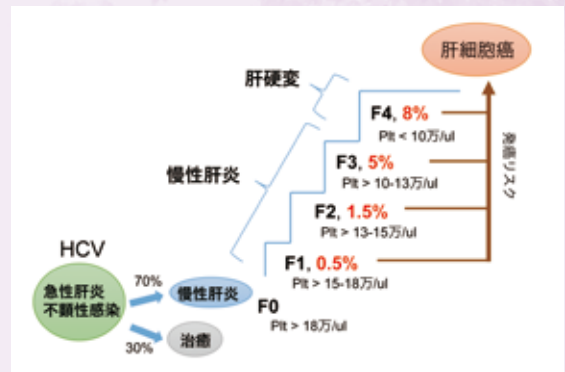 肝細胞癌
肝硬変
F4, 8%
Plt < 10万/ul
慢性肝炎
F3, 5%
Plt > 10-13万/ul
発癌リスク
F2, 1.5%
Plt > 13-15万/ul
HCV
F1, 0.5%
Plt > 15-18万/ul
急性肝炎
不顕性感染
70%
慢性肝炎
F0
Plt > 18万/ul
治癒
30%